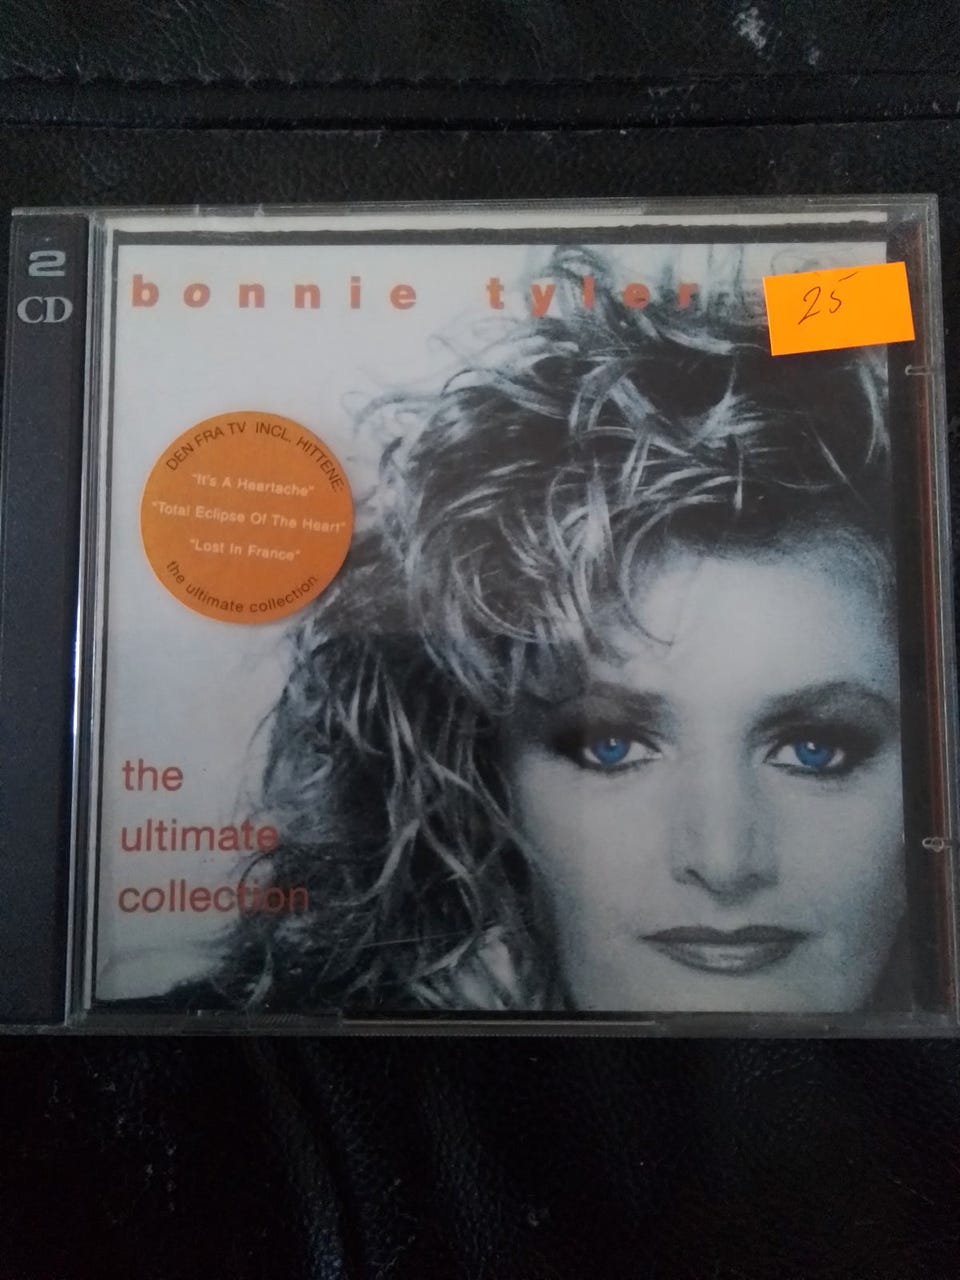 2
CD
bonnie tyler
25
DEN FRA TV INCL. HITTENE:
"It's A Heartache"
"Total Eclipse Of The Heart"
"Lost In France"
the ultimate collection
the
ultimate
collection